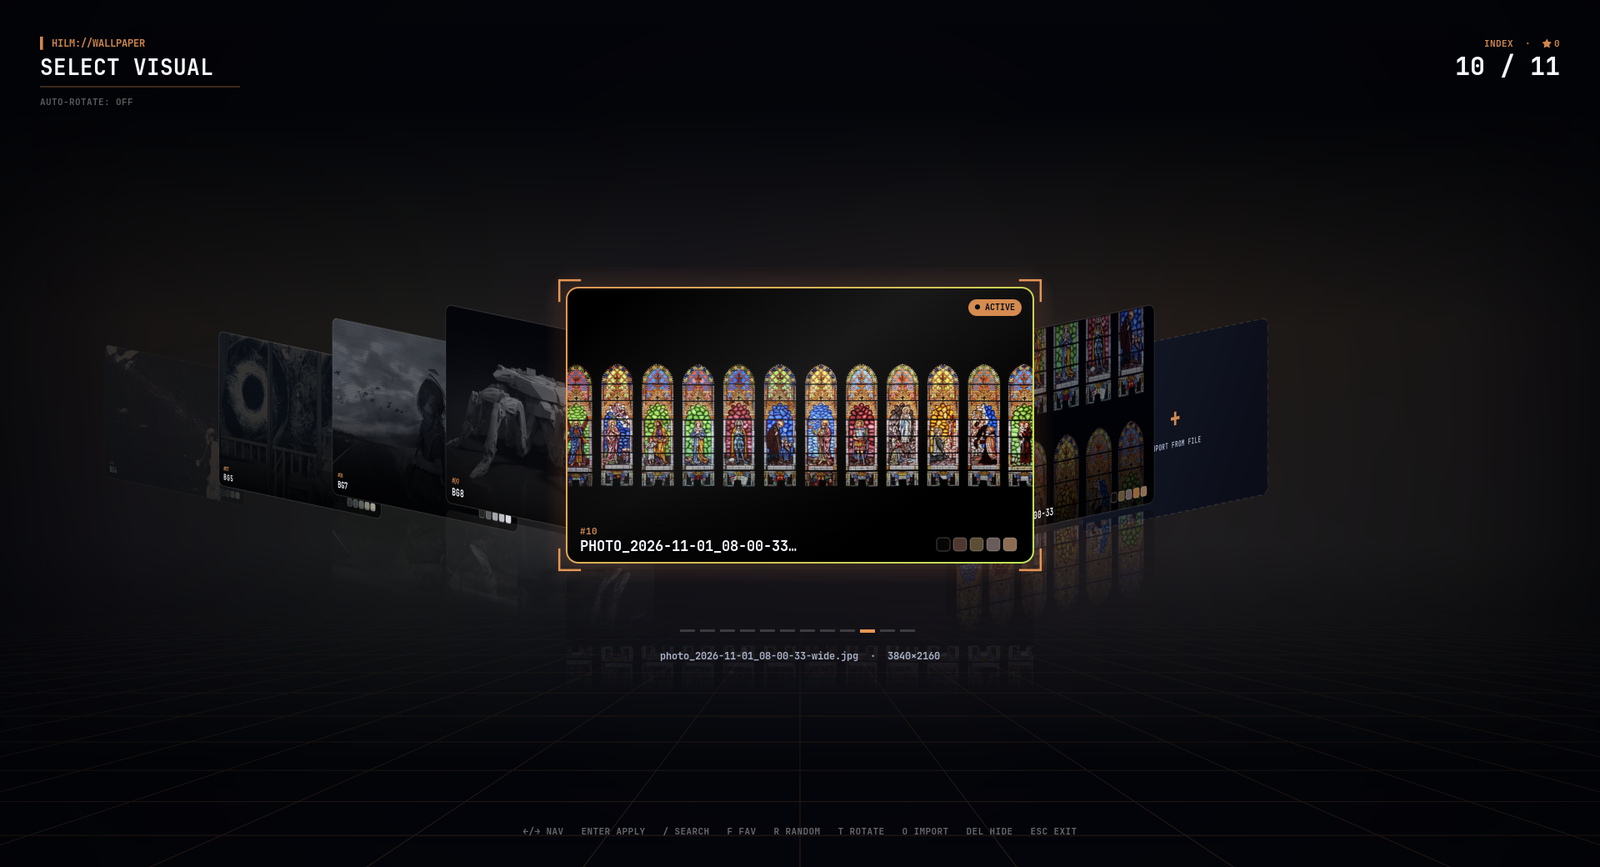 HILM://WALLPAPER
SELECT VISUAL
AUTO-ROTATE: OFF
INDEX · ★0
10 / 11
ACTIVE
BG5
BG7
BG8
#10
PHOTO_2026-11-01_08-00-33…
00-33
+
PORT FROM FILE
photo_2026-11-01_08-00-33-wide.jpg · 3840×2160
←/→ NAV ENTER APPLY / SEARCH F FAV R RANDOM T ROTATE O IMPORT DEL HIDE ESC EXIT